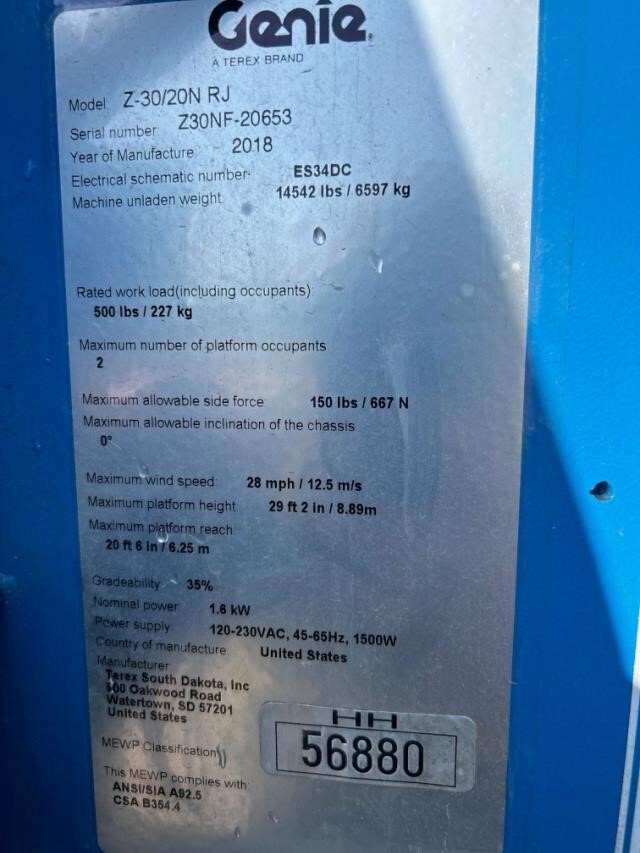 Genie
A TEREX BRAND
Model: Z-30/20N RJ
Serial number: Z30NF-20653
Year of Manufacture: 2018
Electrical schematic number: ES34DC
Machine unladen weight: 14542 lbs / 6597 kg
Rated work load(including occupants):
500 lbs / 227 kg
Maximum number of platform occupants
2
Maximum allowable side force: 150 lbs / 667 N
Maximum allowable inclination of the chassis
0°
Maximum wind speed: 28 mph / 12.5 m/s
Maximum platform height: 29 ft 2 in / 8.89m
Maximum platform reach:
20 ft 6 in / 6.25 m
Gradeability: 35%
Nominal power 1.6 kW
Power supply 120-230VAC, 45-65Hz, 1500W
Country of manufacture: United States
Manufacturer
Terex South Dakota, Inc
500 Oakwood Road
Watertown, SD 57201
United States
MEWP Classification
This MEWP complies with:
ANSI/SIA A92.5
CSA B354.4
HH
56880